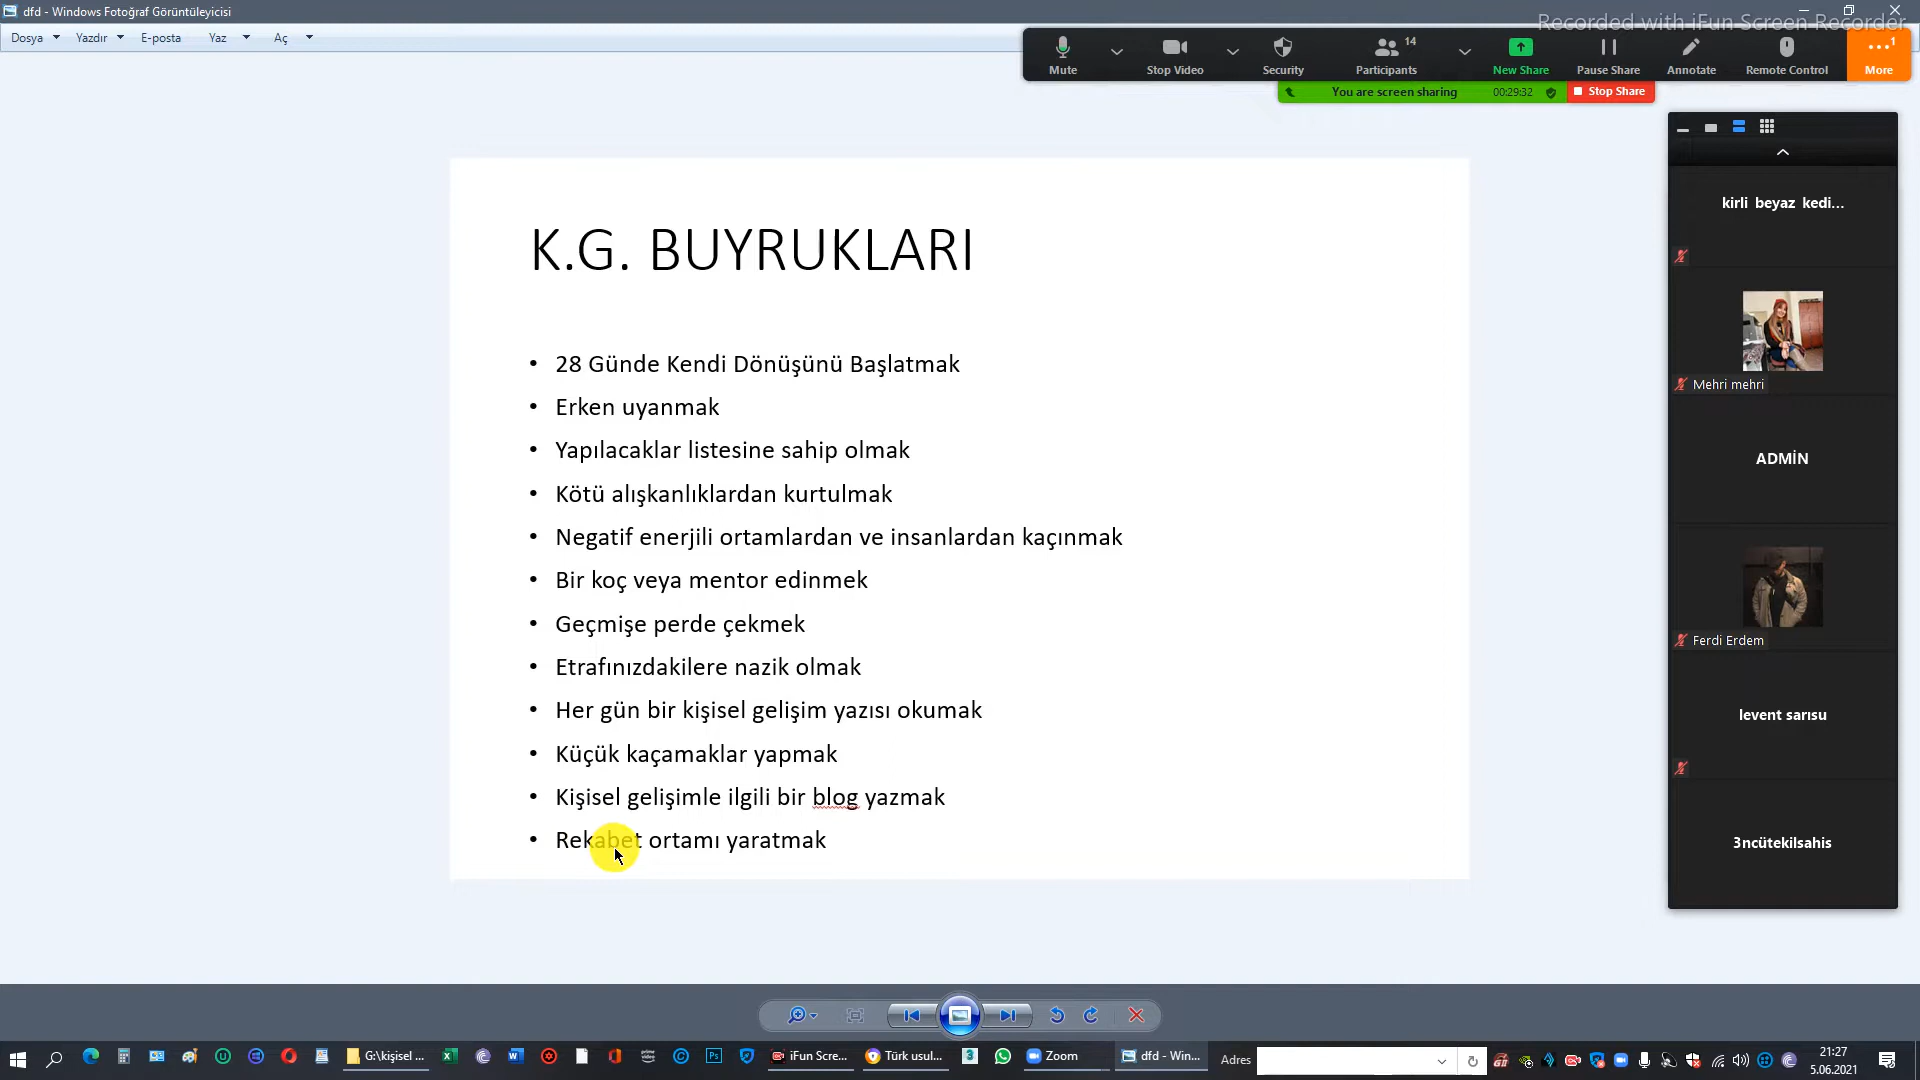 dfd - Windows Fotoğraf Görüntüleyicisi
Recorded with iFun Screen Recorder
Dosya Yazdır E-posta Yaz Aç
Mute Stop Video Security Participants 14 New Share Pause Share Annotate Remote Control More 1
You are screen sharing 00:29:32 Stop Share
kirli beyaz kedi...
Mehri mehri
ADMİN
Ferdi Erdem
levent sarısu
3ncütekilsahis
K.G. BUYRUKLARI
• 28 Günde Kendi Dönüşünü Başlatmak
• Erken uyanmak
• Yapılacaklar listesine sahip olmak
• Kötü alışkanlıklardan kurtulmak
• Negatif enerjili ortamlardan ve insanlardan kaçınmak
• Bir koç veya mentor edinmek
• Geçmişe perde çekmek
• Etrafınızdakilere nazik olmak
• Her gün bir kişisel gelişim yazısı okumak
• Küçük kaçamaklar yapmak
• Kişisel gelişimle ilgili bir blog yazmak
• Rekabet ortamı yaratmak
G:\kişisel ... iFun Scre... Türk usul... Zoom dfd - Win... Adres 21:27
5.06.2021